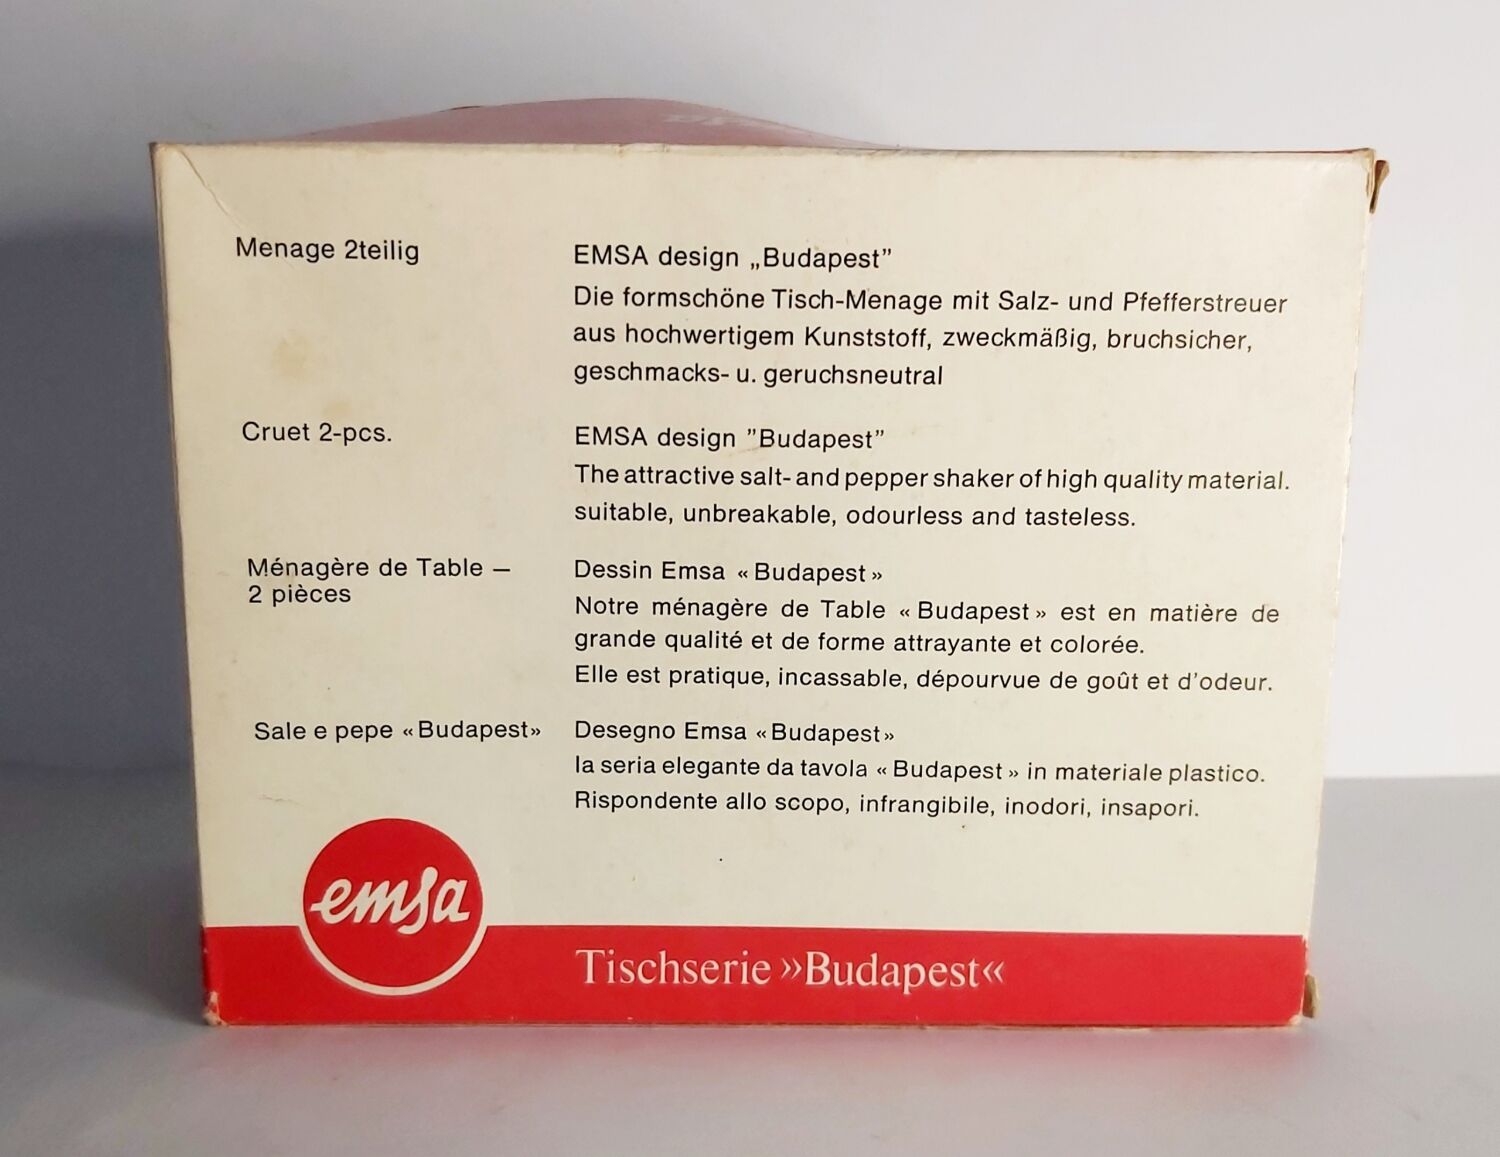 Menage 2teilig
EMSA design „Budapest”
Die formschöne Tisch-Menage mit Salz- und Pfefferstreuer
aus hochwertigem Kunststoff, zweckmäßig, bruchsicher,
geschmacks- u. geruchsneutral
Cruet 2-pcs.
EMSA design ”Budapest”
The attractive salt- and pepper shaker of high quality material.
suitable, unbreakable, odourless and tasteless.
Ménagère de Table —
2 pièces
Dessin Emsa « Budapest »
Notre ménagère de Table « Budapest » est en matière de
grande qualité et de forme attrayante et colorée.
Elle est pratique, incassable, dépourvue de goût et d’odeur.
Sale e pepe «Budapest»
Desegno Emsa «Budapest»
la seria elegante da tavola « Budapest » in materiale plastico.
Rispondente allo scopo, infrangibile, inodori, insapori.
emsa
Tischserie »Budapest«